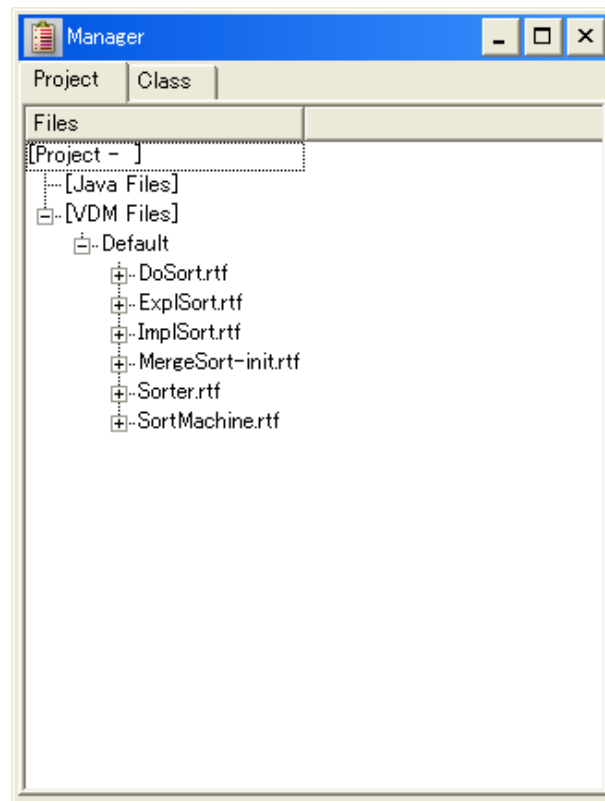 Manager
Project Class
Files
[Project - ]
[Java Files]
[VDM Files]
Default
DoSort.rtf
ExplSort.rtf
ImplSort.rtf
MergeSort-init.rtf
Sorter.rtf
SortMachine.rtf